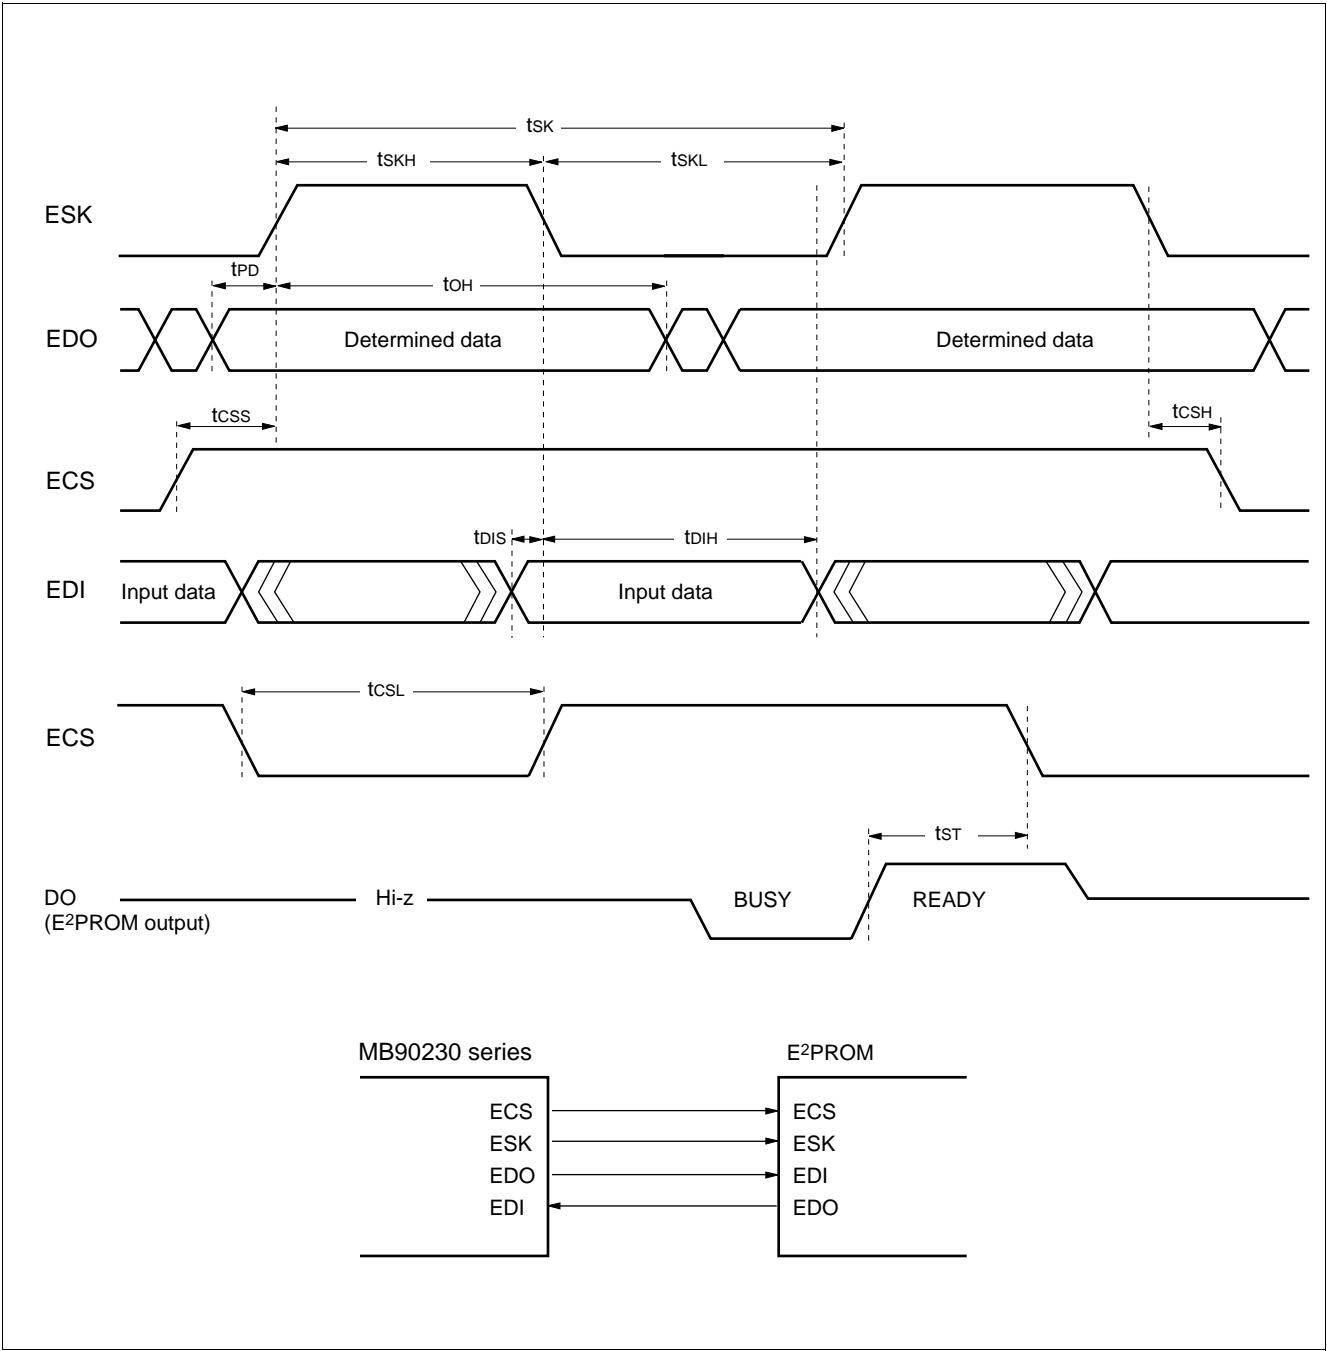 tSK
tSKH
tSKL
ESK
tPD
tOH
EDO
Determined data
Determined data
tCSS
tCSH
ECS
tDIS
tDIH
EDI
Input data
Input data
tCSL
ECS
tST
DO
(E2PROM output)
Hi-z
BUSY
READY
MB90230 series
E2PROM
ECS
ECS
ESK
ESK
EDO
EDI
EDI
EDO